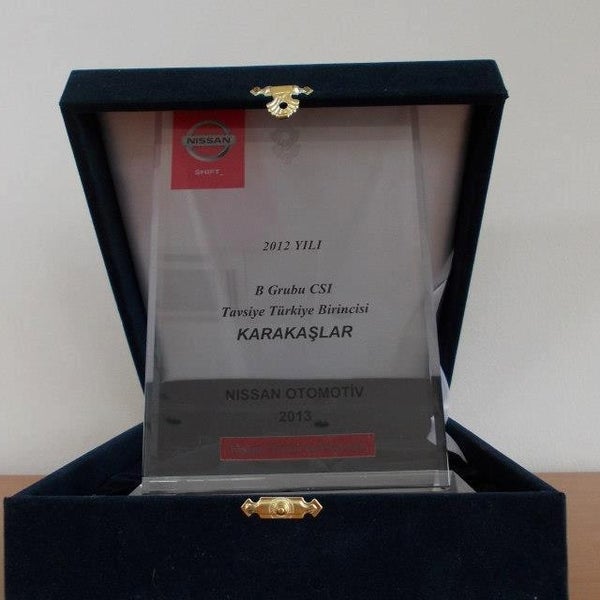 NISSAN
SHIFT_
2012 YILI
B Grubu CSI
Tavsiye Türkiye Birincisi
KARAKAŞLAR
NISSAN OTOMOTİV
2013